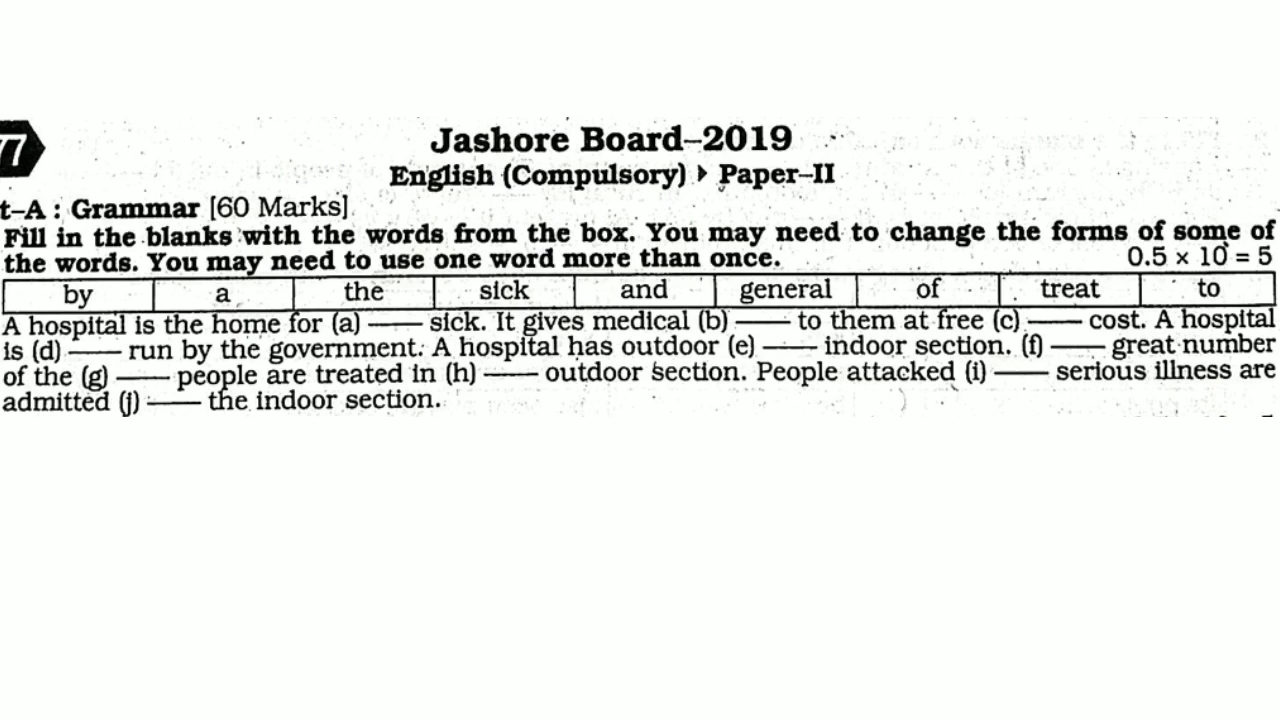 77
Jashore Board–2019
English (Compulsory) ▸ Paper–II
t–A : Grammar [60 Marks]
Fill in the blanks with the words from the box. You may need to change the forms of some of
the words. You may need to use one word more than once. 0.5 × 10 = 5
by a the sick and general of treat to
A hospital is the home for (a) —— sick. It gives medical (b) —— to them at free (c) —— cost. A hospital
is (d) —— run by the government. A hospital has outdoor (e) —— indoor section. (f) —— great number
of the (g) —— people are treated in (h) —— outdoor section. People attacked (i) —— serious illness are
admitted (j) —— the indoor section.